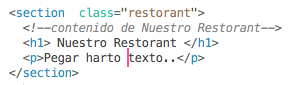 <section  class="restorant">
<!--contenido de Nuestro Restorant-->
<h1> Nuestro Restorant </h1>
<p>Pegar harto texto..</p>
</section>